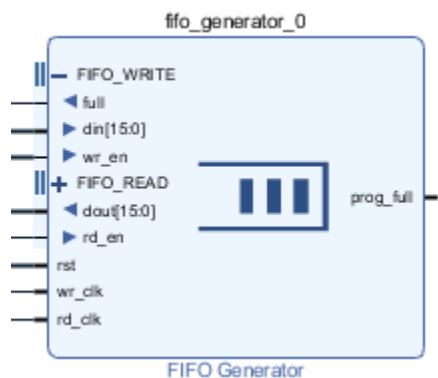 fifo_generator_0
FIFO_WRITE
full
din[15:0]
wr_en
FIFO_READ
dout[15:0]
rd_en
rst
wr_clk
rd_clk
prog_full
FIFO Generator